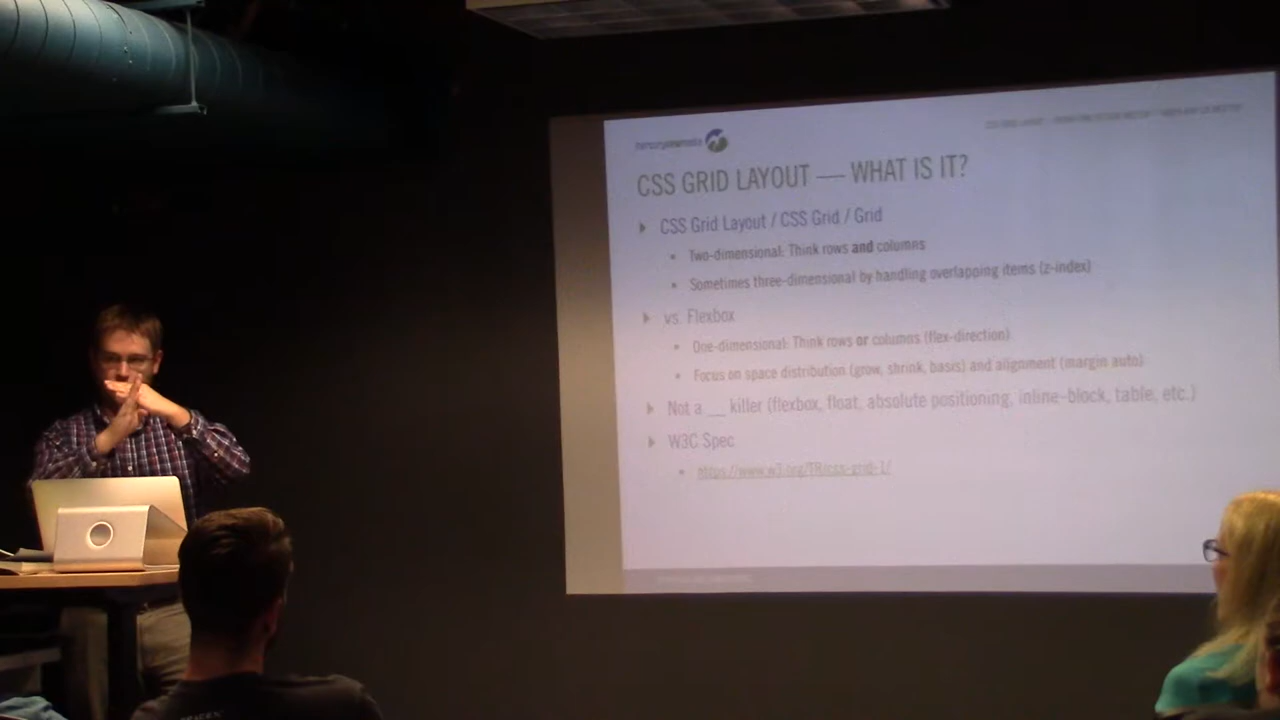 mercurynewmedia
CSS GRID LAYOUT — WHAT IS IT?
CSS Grid Layout / CSS Grid / Grid
Two-dimensional: Think rows and columns
Sometimes three-dimensional by handling overlapping items (z-index)
vs. Flexbox
One-dimensional: Think rows or columns (flex-direction)
Focus on space distribution (grow, shrink, basis) and alignment (margin auto)
Not a __ killer (flexbox, float, absolute positioning, inline-block, table, etc.)
W3C Spec
https://www.w3.org/TR/css-grid-1/